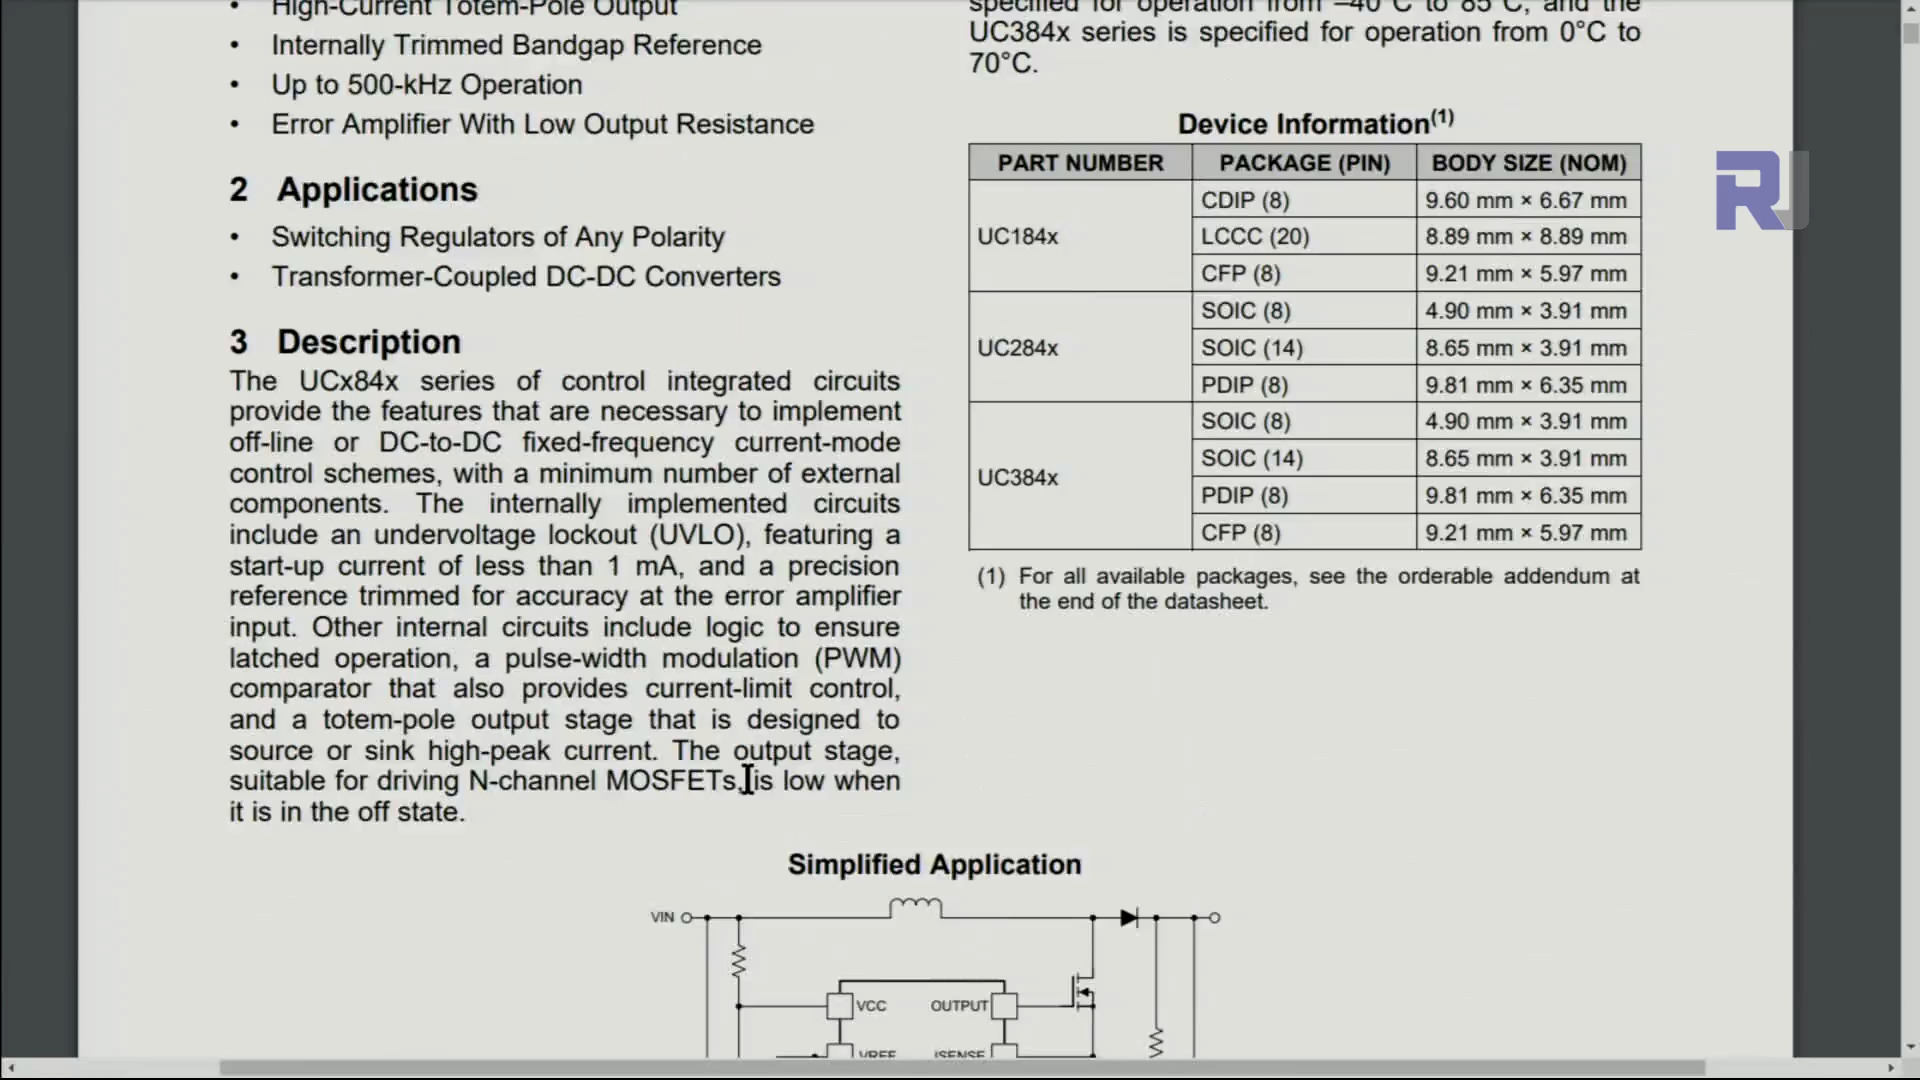 High-Current Totem-Pole Output
• Internally Trimmed Bandgap Reference
• Up to 500-kHz Operation
• Error Amplifier With Low Output Resistance
2 Applications
• Switching Regulators of Any Polarity
• Transformer-Coupled DC-DC Converters
3 Description
The UCx84x series of control integrated circuits
provide the features that are necessary to implement
off-line or DC-to-DC fixed-frequency current-mode
control schemes, with a minimum number of external
components. The internally implemented circuits
include an undervoltage lockout (UVLO), featuring a
start-up current of less than 1 mA, and a precision
reference trimmed for accuracy at the error amplifier
input. Other internal circuits include logic to ensure
latched operation, a pulse-width modulation (PWM)
comparator that also provides current-limit control,
and a totem-pole output stage that is designed to
source or sink high-peak current. The output stage,
suitable for driving N-channel MOSFETs, is low when
it is in the off state.
specified for operation from –40°C to 85°C, and the
UC384x series is specified for operation from 0°C to
70°C.
Device Information(1)
PART NUMBER PACKAGE (PIN) BODY SIZE (NOM)
UC184x
CDIP (8) 9.60 mm × 6.67 mm
LCCC (20) 8.89 mm × 8.89 mm
CFP (8) 9.21 mm × 5.97 mm
UC284x
SOIC (8) 4.90 mm × 3.91 mm
SOIC (14) 8.65 mm × 3.91 mm
PDIP (8) 9.81 mm × 6.35 mm
UC384x
SOIC (8) 4.90 mm × 3.91 mm
SOIC (14) 8.65 mm × 3.91 mm
PDIP (8) 9.81 mm × 6.35 mm
CFP (8) 9.21 mm × 5.97 mm
(1) For all available packages, see the orderable addendum at
the end of the datasheet.
RJ
Simplified Application
VIN
VCC OUTPUT
VREF ISENSE